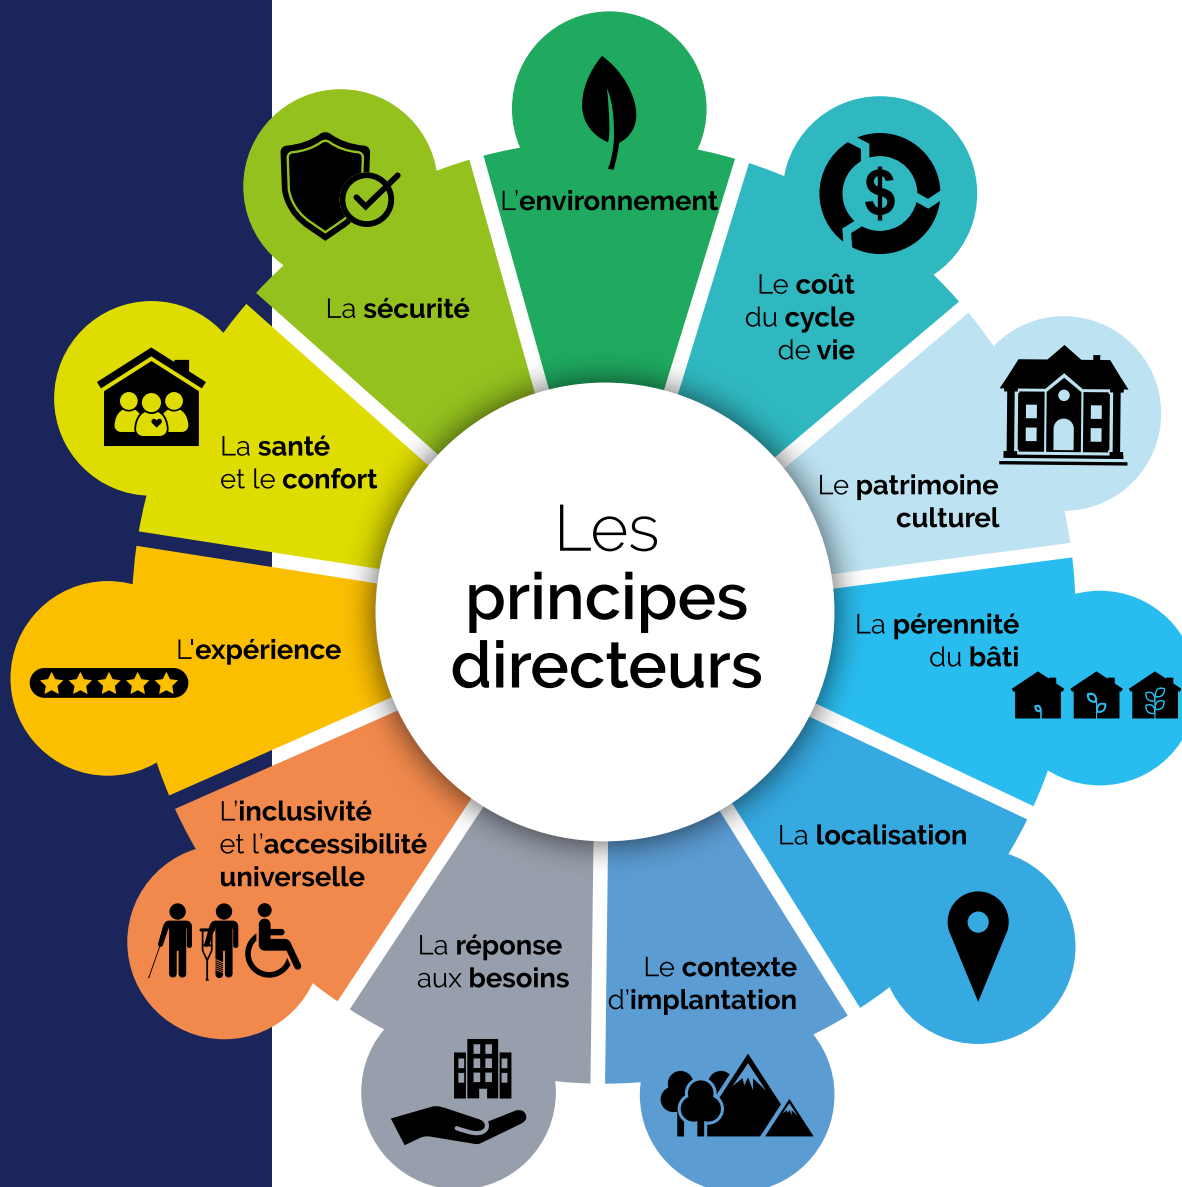 Les
principes
directeurs
L'environnement
Le coût
du cycle
de vie
$
Le patrimoine
culturel
La pérennité
du bâti
La localisation
Le contexte
d'implantation
La réponse
aux besoins
L'inclusivité
et l'accessibilité
universelle
L'expérience
La santé
et le confort
La sécurité